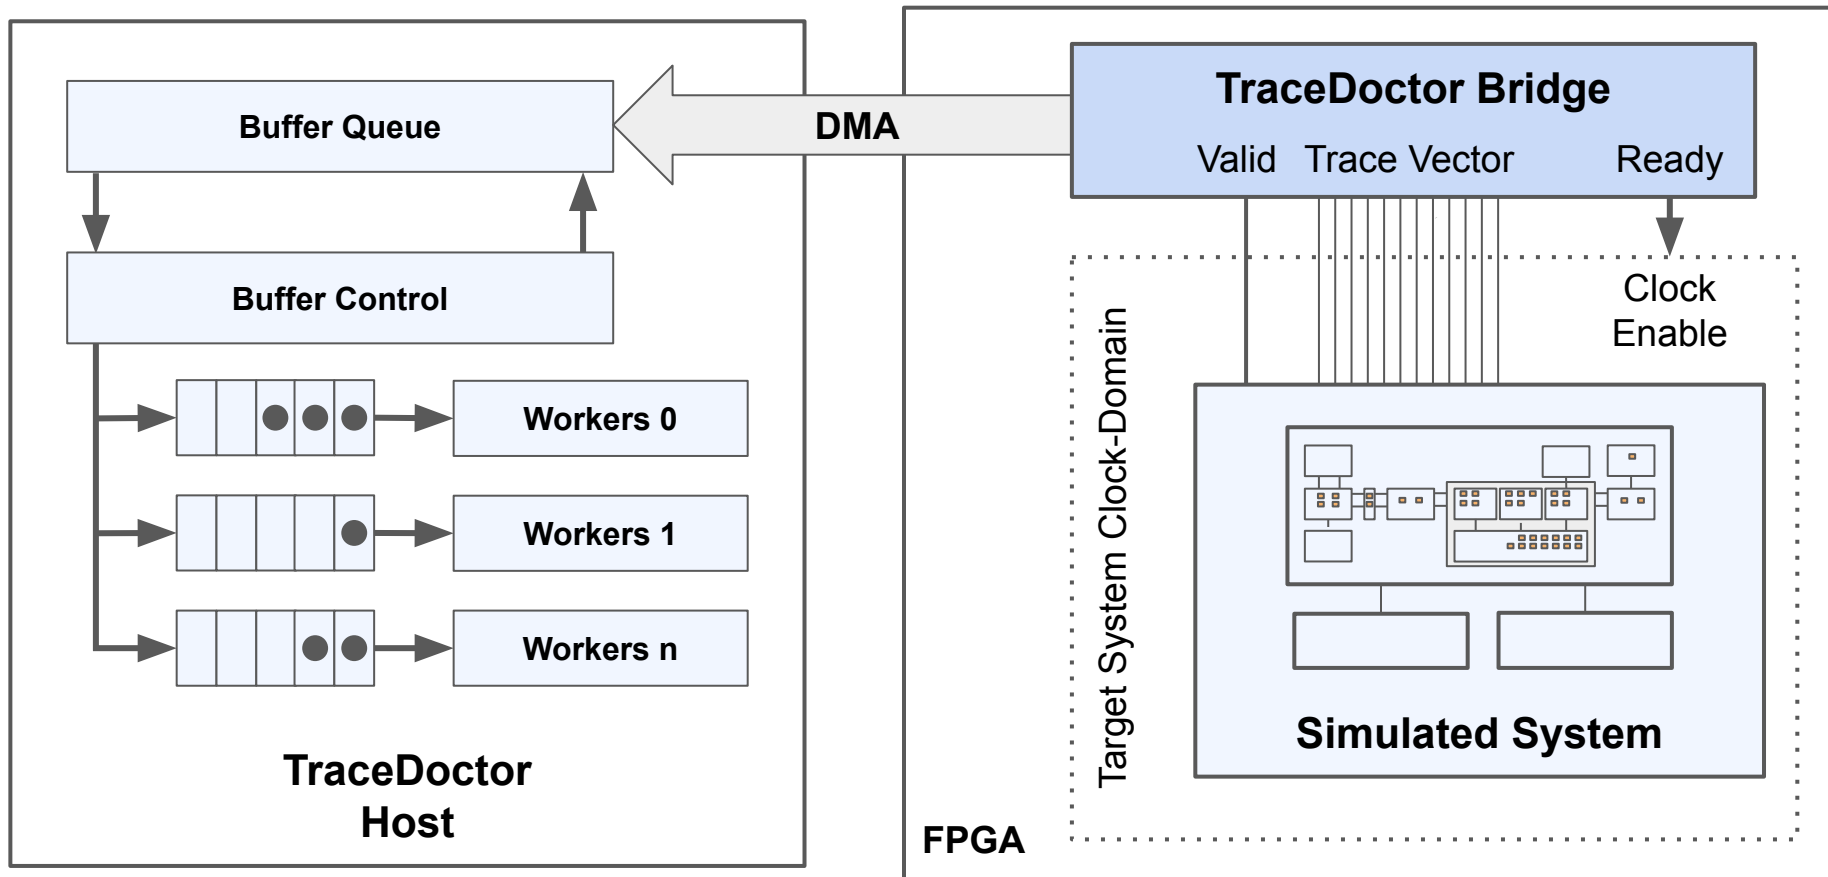 Buffer Queue
Buffer Control
Workers 0
Workers 1
Workers n
TraceDoctor
Host
DMA
TraceDoctor Bridge
Valid Trace Vector Ready
Clock
Enable
Target System Clock-Domain
Simulated System
FPGA